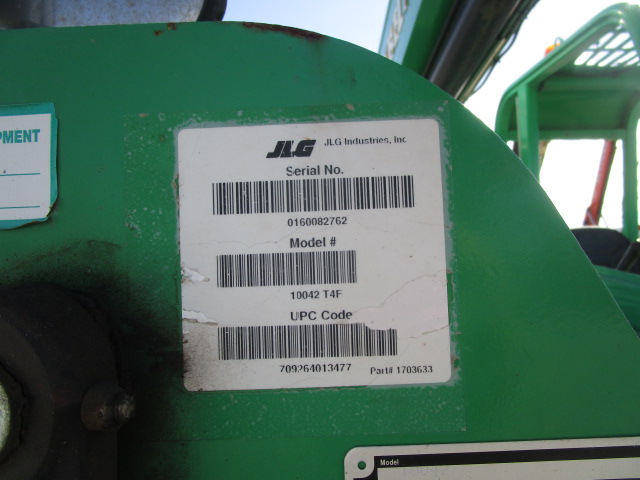 PMENT
JLG JLG Industries, Inc
Serial No.
0160082762
Model #
10042 T4F
UPC Code
709264013477 Part# 1703633
Model